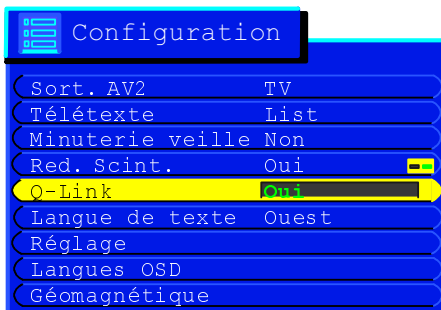 Configuration
Sort. AV2 TV
Télétexte List
Minuterie veille Non
Red. Scint. Oui
Q-Link Oui
Langue de texte Ouest
Réglage
Langues OSD
Géomagnétique